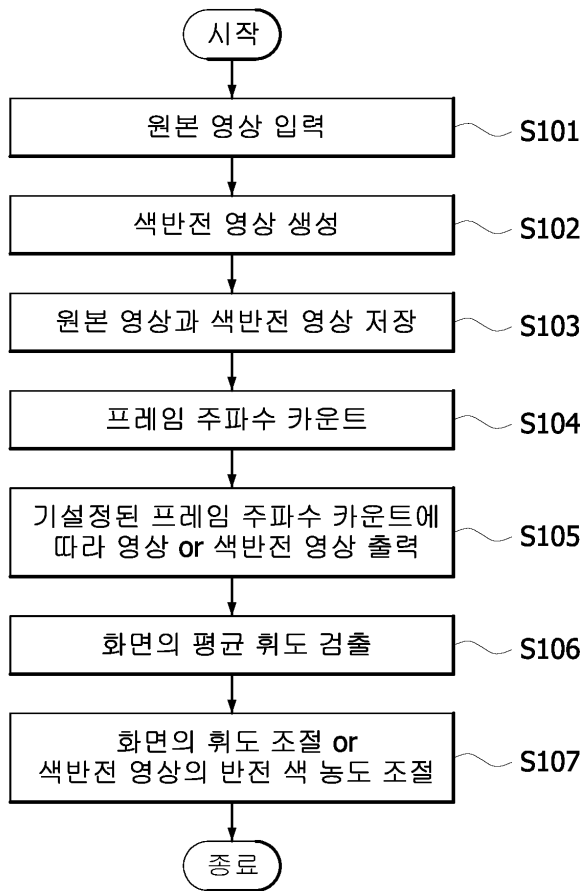 시작
원본 영상 입력
S101
색반전 영상 생성
S102
원본 영상과 색반전 영상 저장
S103
프레임 주파수 카운트
S104
기설정된 프레임 주파수 카운트에
따라 영상 or 색반전 영상 출력
S105
화면의 평균 휘도 검출
S106
화면의 휘도 조절 or
색반전 영상의 반전 색 농도 조절
S107
종료